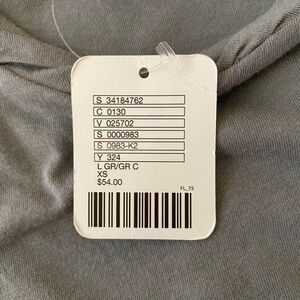 S 34184762
C 0130
V 025702
S 0000983
S 0983-K2
Y 324
L GR/GR C
XS
$54.00
FL_73